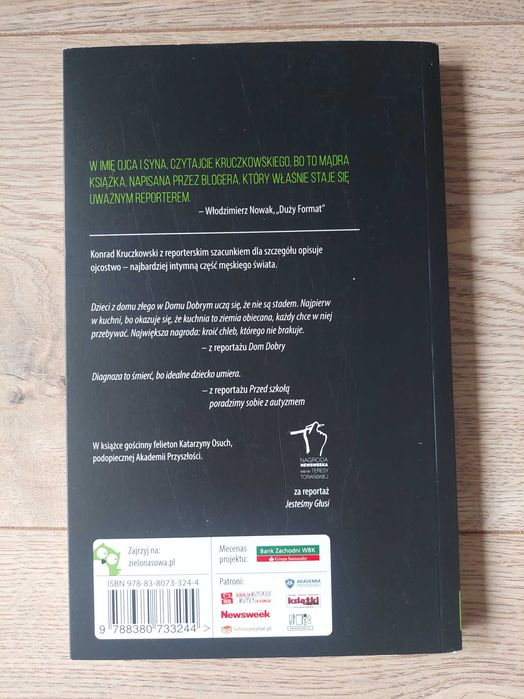 W IMIĘ OJCA I SYNA, CZYTAJCIE KRUCZKOWSKIEGO, BO TO MĄDRA
KSIĄŻKA, NAPISANA PRZEZ BLOGERA, KTÓRY WŁAŚNIE STAJE SIĘ
UWAŻNYM REPORTEREM.
– Włodzimierz Nowak, „Duży Format”
Konrad Kruczkowski z reporterskim szacunkiem dla szczegółu opisuje
ojcostwo – najbardziej intymną część męskiego świata.
Dzieci z domu złego w Domu Dobrym uczą się, że nie są stadem. Najpierw
w kuchni, bo okazuje się, że kuchnia to ziemia obiecana, każdy chce w niej
przebywać. Największa nagroda: kroić chleb, którego nie brakuje.
– z reportażu Dom Dobry
Diagnoza to śmierć, bo idealne dziecko umiera.
– z reportażu Przed szkołą
poradzimy sobie z autyzmem
W książce gościnny felieton Katarzyny Osuch,
podopiecznej Akademii Przyszłości.
NAGRODA
NEWSWEEKA
TERESY
TORAŃSKIEJ
za reportaż
Jesteśmy Głusi
Zajrzyj na:
zielonasowa.pl
Mecenas
projektu:
Bank Zachodni WBK
Grupa Santander
ISBN 978-83-8073-324-4
9 788380 733244 >
Patroni:
AKADEMIA
książki
Newsweek